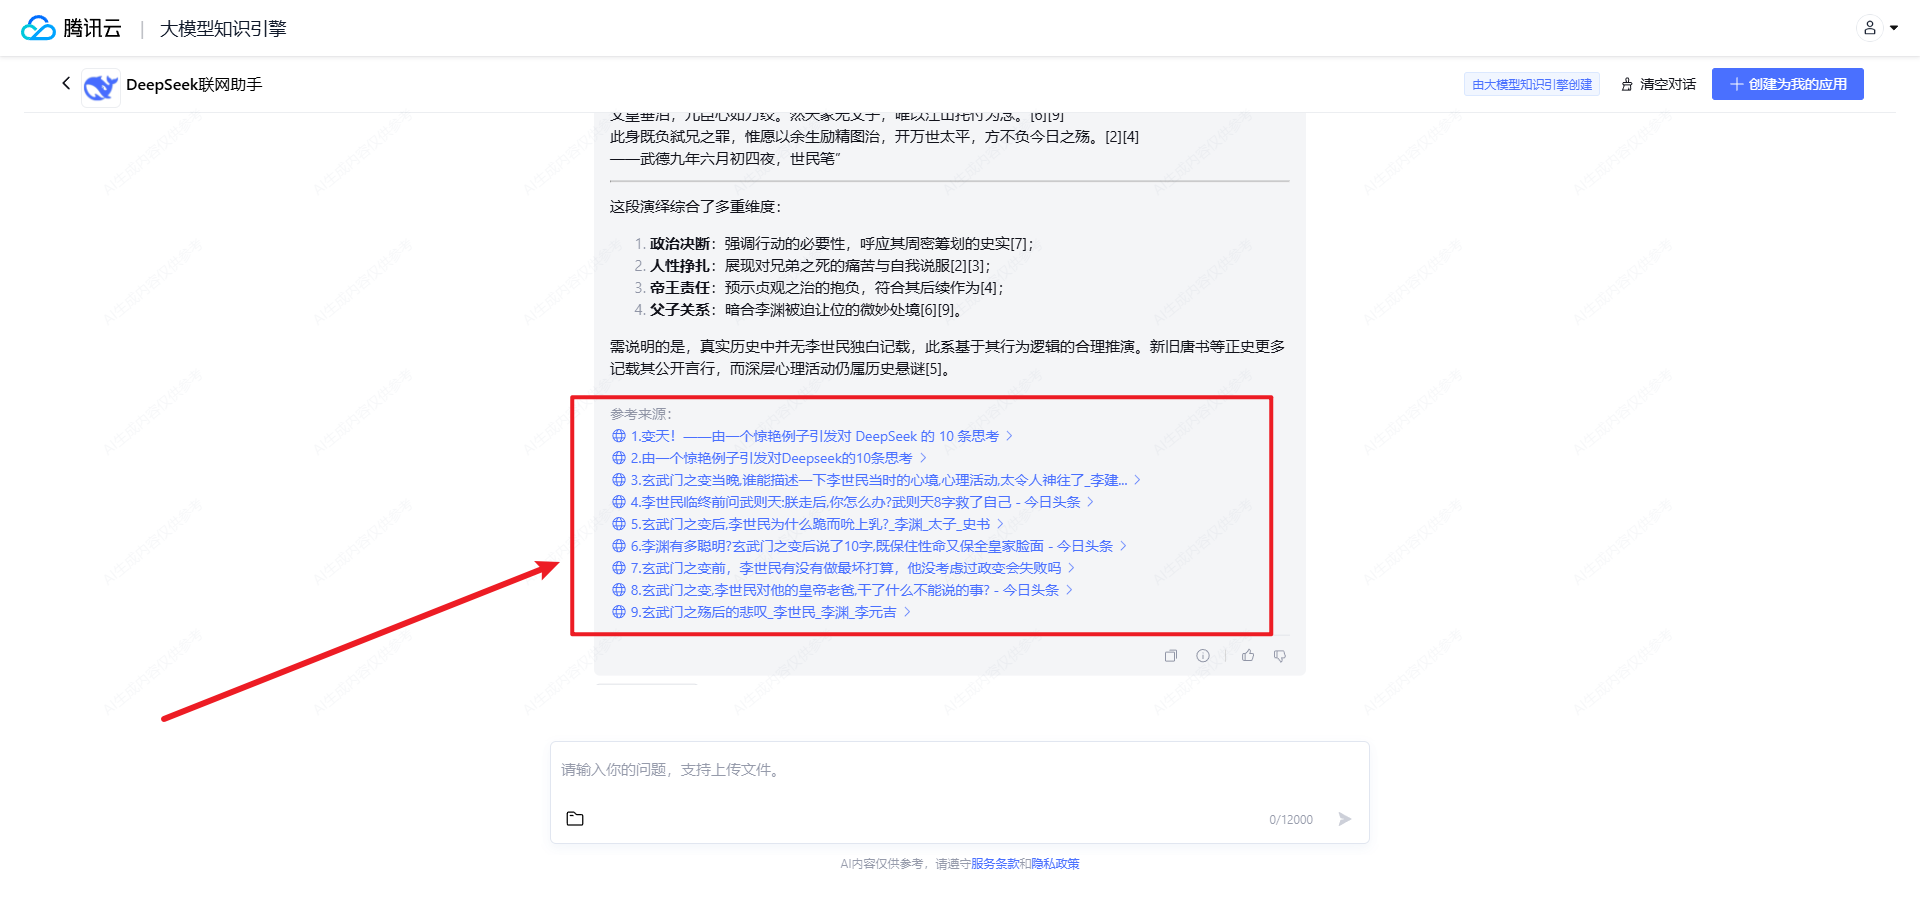 腾讯云 | 大模型知识引擎
DeepSeek联网助手
由大模型知识引擎创建
清空对话
创建为我的应用
此身既负弑兄之罪，惟愿以余生励精图治，开万世太平，方不负今日之殇。[2][4]
——武德九年六月初四夜，世民笔”
这段演绎综合了多重维度：
1. 政治决断：强调行动的必要性，呼应其周密筹划的史实[7]；
2. 人性挣扎：展现对兄弟之死的痛苦与自我说服[2][3]；
3. 帝王责任：预示贞观之治的抱负，符合其后续作为[4]；
4. 父子关系：暗合李渊被迫让位的微妙处境[6][9]。
需说明的是，真实历史中并无李世民独白记载，此系基于其行为逻辑的合理推演。新旧唐书等正史更多
记载其公开言行，而深层心理活动仍属历史悬谜[5]。
参考来源：
1.变天！——由一个惊艳例子引发对 DeepSeek 的 10 条思考
2.由一个惊艳例子引发对Deepseek的10条思考
3.玄武门之变当晚,谁能描述一下李世民当时的心境,心理活动,太令人神往了_李建...
4.李世民临终前问武则天:朕走后,你怎么办?武则天8字救了自己 - 今日头条
5.玄武门之变后,李世民为什么跪而吮上乳?_李渊_太子_史书
6.李渊有多聪明?玄武门之变后说了10字,既保住性命又保全皇家脸面 - 今日头条
7.玄武门之变前，李世民有没有做最坏打算，他没考虑过政变会失败吗
8.玄武门之变,李世民对他的皇帝老爸,干了什么不能说的事? - 今日头条
9.玄武门之殇后的悲叹_李世民_李渊_李元吉
请输入你的问题，支持上传文件。
0/12000
AI内容仅供参考，请遵守服务条款和隐私政策